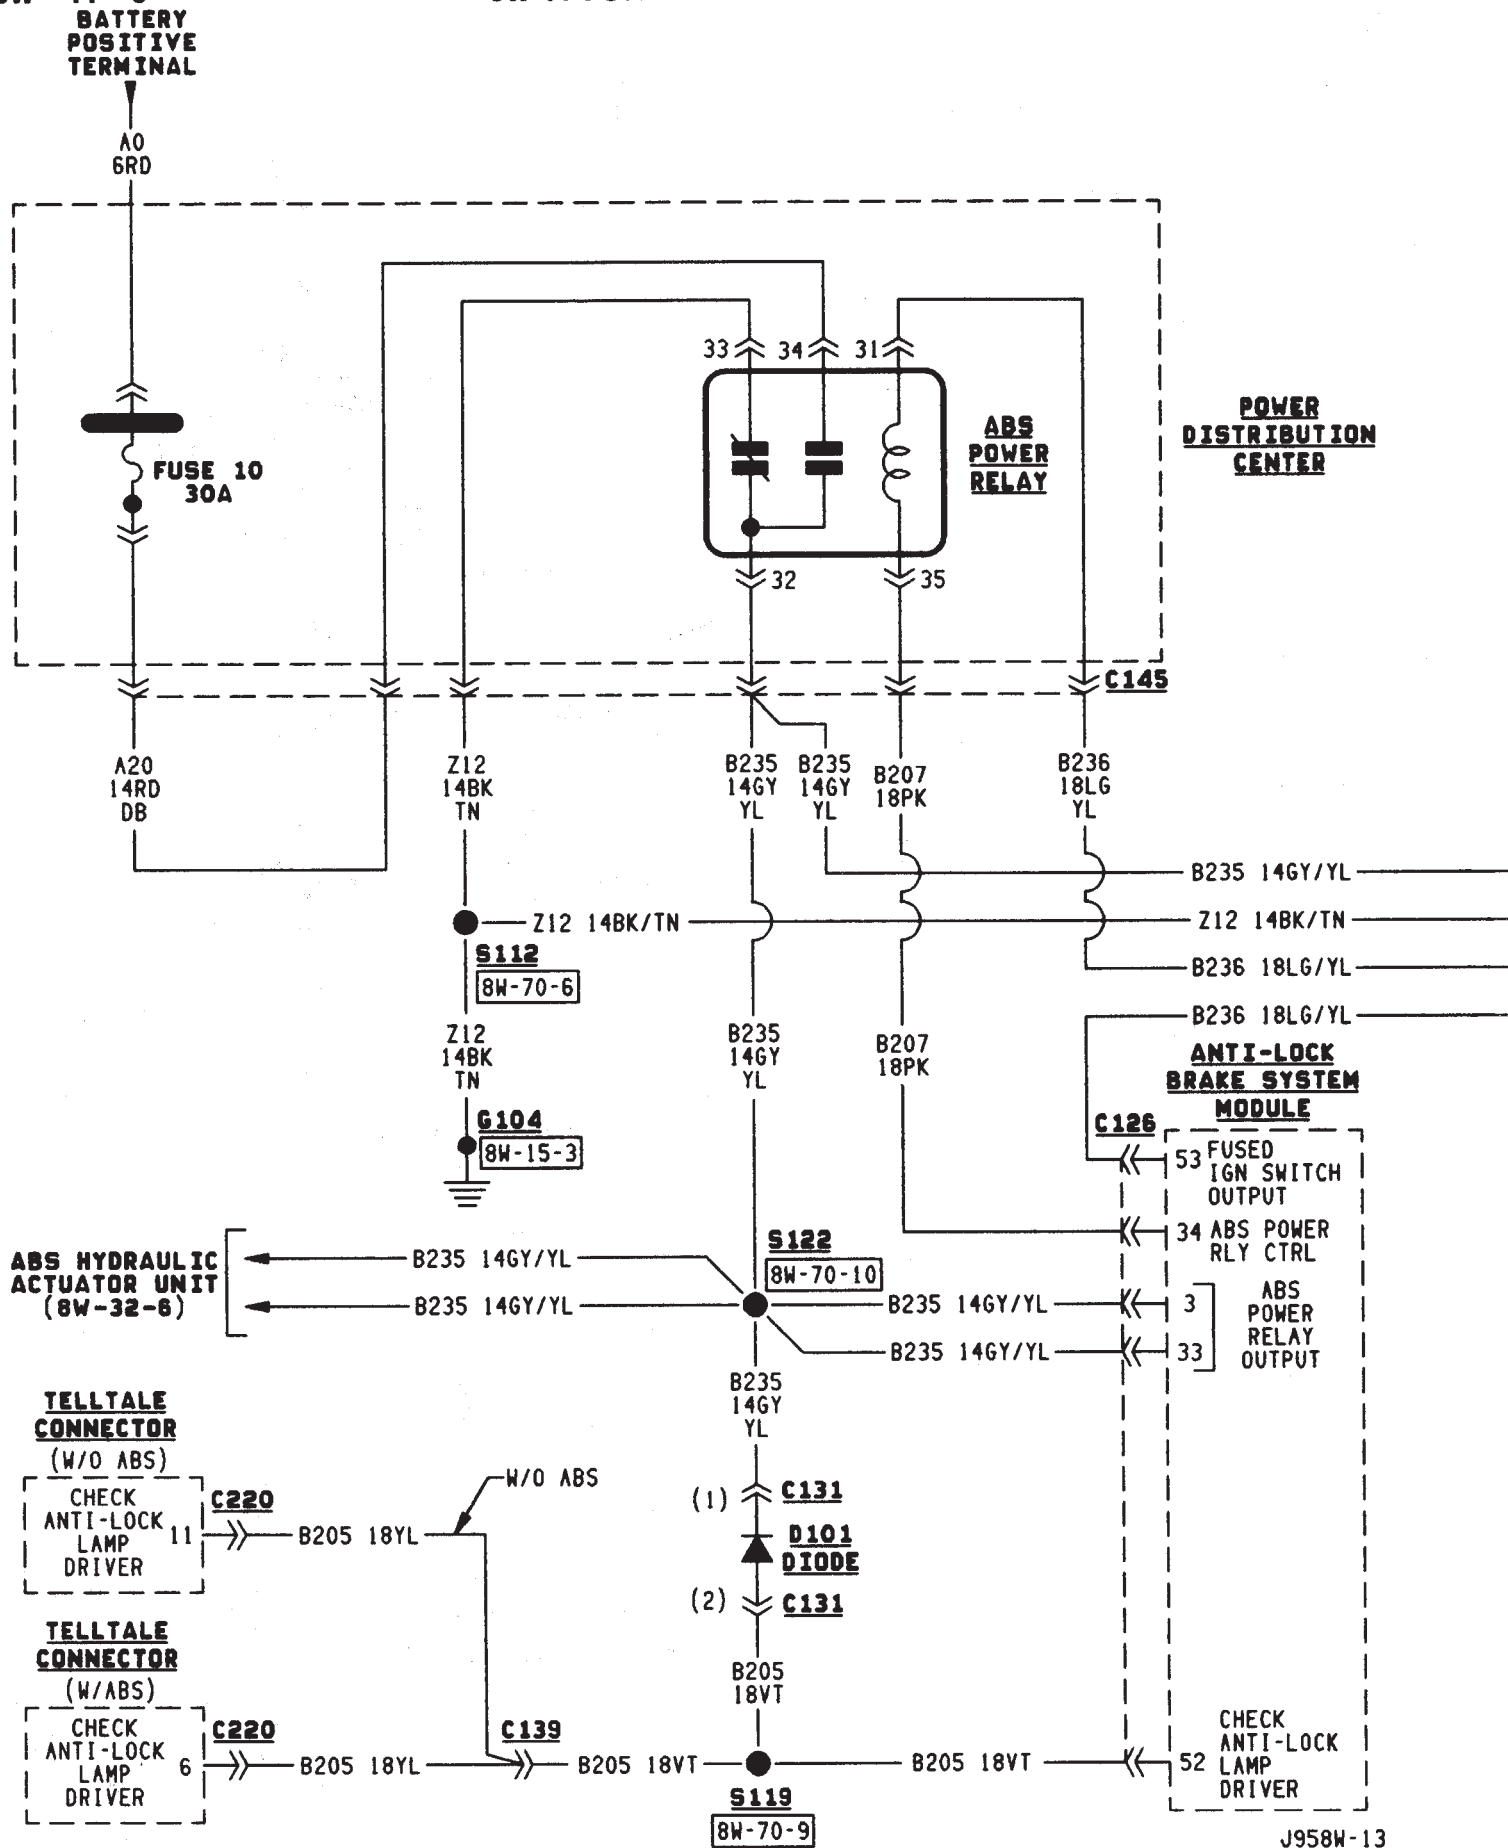 BATTERY
POSITIVE
TERMINAL
A0
6RD
33
34
31
FUSE 10
30A
ABS
POWER
RELAY
POWER
DISTRIBUTION
CENTER
32
35
C145
A20
14RD
DB
Z12
14BK
TN
B235
14GY
YL
B235
14GY
YL
B207
18PK
B236
18LG
YL
B235 14GY/YL
Z12 14BK/TN
Z12 14BK/TN
S112
8W-70-6
B236 18LG/YL
B236 18LG/YL
Z12
14BK
TN
B235
14GY
YL
B207
18PK
ANTI-LOCK
BRAKE SYSTEM
MODULE
G104
8W-15-3
C126
53
FUSED
IGN SWITCH
OUTPUT
34
ABS POWER
RLY CTRL
ABS HYDRAULIC
ACTUATOR UNIT
(8W-32-6)
B235 14GY/YL
B235 14GY/YL
S122
8W-70-10
B235 14GY/YL
B235 14GY/YL
3
33
ABS
POWER
RELAY
OUTPUT
B235
14GY
YL
TELLTALE
CONNECTOR
(W/O ABS)
CHECK
ANTI-LOCK
LAMP
DRIVER
11
C220
B205 18YL
W/O ABS
(1)
C131
D101
DIODE
(2)
C131
TELLTALE
CONNECTOR
(W/ABS)
CHECK
ANTI-LOCK
LAMP
DRIVER
6
C220
B205 18YL
C139
B205 18VT
B205
18VT
S119
8W-70-9
B205 18VT
52
CHECK
ANTI-LOCK
LAMP
DRIVER
J958W-13